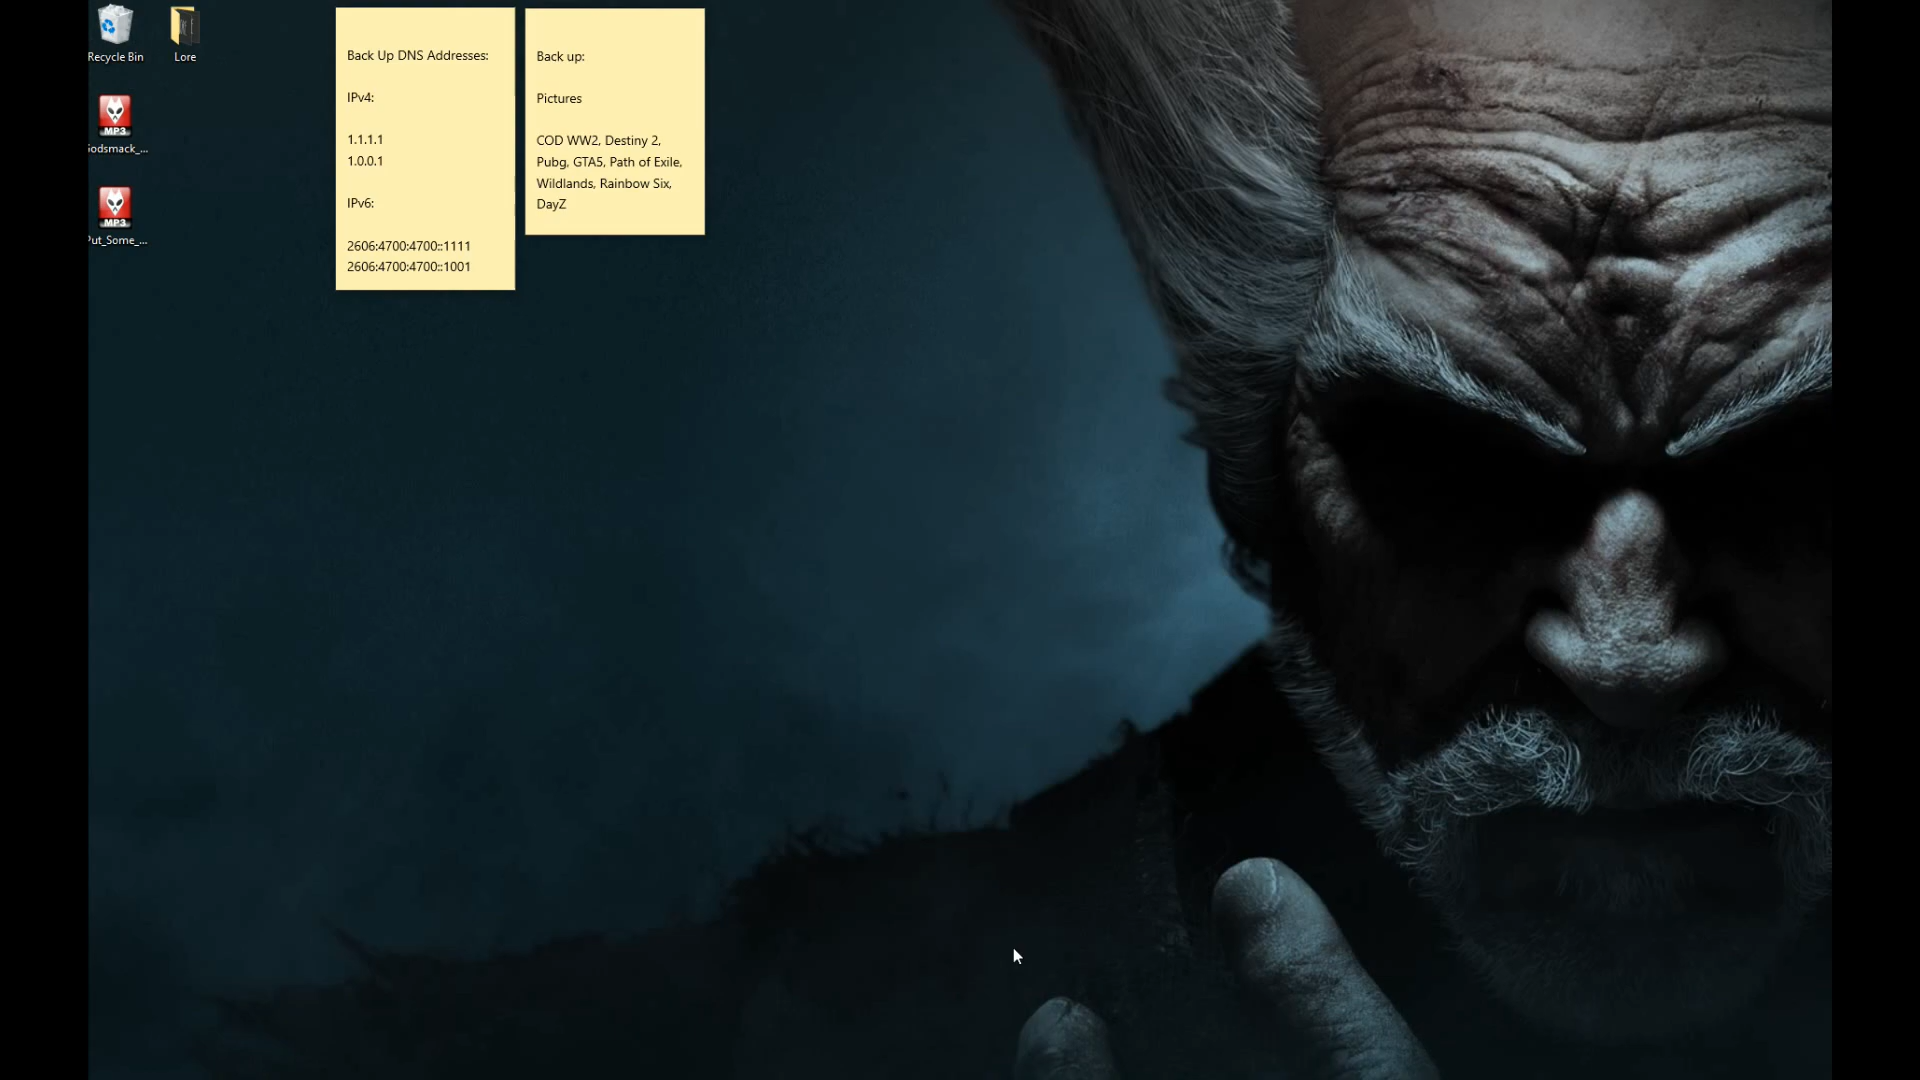 Recycle Bin
Lore
MP3
Godsmack_...
MP3
Put_Some_...
Back Up DNS Addresses:
IPv4:
1.1.1.1
1.0.0.1
IPv6:
2606:4700:4700::1111
2606:4700:4700::1001
Back up:
Pictures
COD WW2, Destiny 2,
Pubg, GTA5, Path of Exile,
Wildlands, Rainbow Six,
DayZ